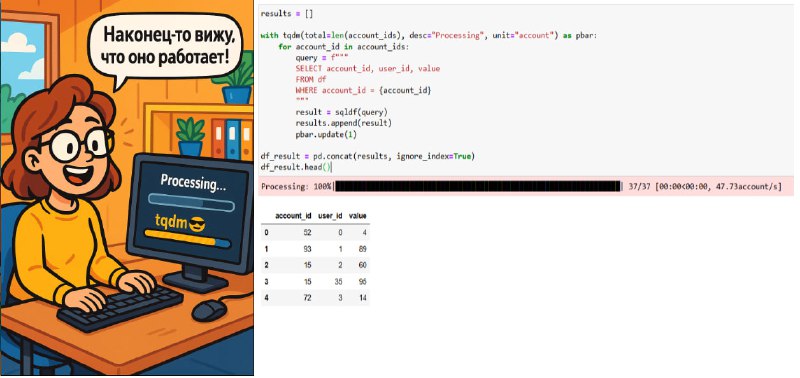 Наконец-то вижу,
что оно работает!
Processing...
tqdm
results = []
with tqdm(total=len(account_ids), desc="Processing", unit="account") as pbar:
    for account_id in account_ids:
        query = f"""
        SELECT account_id, user_id, value
        FROM df
        WHERE account_id = {account_id}
        """
        result = sqldf(query)
        results.append(result)
        pbar.update(1)
df_result = pd.concat(results, ignore_index=True)
df_result.head()
Processing: 100%| | 37/37 [00:00<00:00, 47.73account/s]
account_id user_id value
0 52 0 4
1 93 1 89
2 15 2 60
3 15 35 95
4 72 3 14